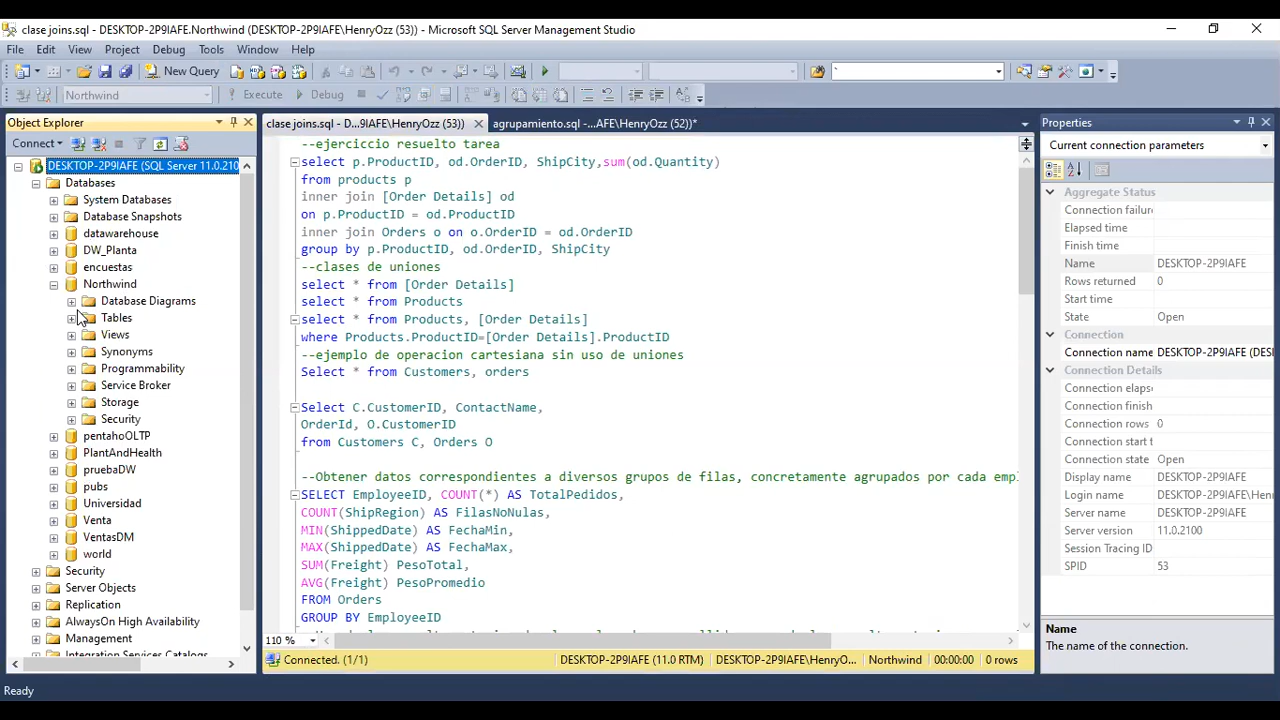 clase joins.sql - DESKTOP-2P9IAFE.Northwind (DESKTOP-2P9IAFE\HenryOzz (53)) - Microsoft SQL Server Management Studio
File Edit View Project Debug Tools Window Help
New Query
Northwind Execute Debug
Object Explorer
Connect
DESKTOP-2P9IAFE (SQL Server 11.0.210
Databases
System Databases
Database Snapshots
datawarehouse
DW_Planta
encuestas
Northwind
Database Diagrams
Tables
Views
Synonyms
Programmability
Service Broker
Storage
Security
pentahoOLTP
PlantAndHealth
pruebaDW
pubs
Universidad
Venta
VentasDM
world
Security
Server Objects
Replication
AlwaysOn High Availability
Management
Integration Services Catalogs
clase joins.sql - D...9IAFE\HenryOzz (53)) agrupamiento.sql -...AFE\HenryOzz (52))*
--ejerciccio resuelto tarea
select p.ProductID, od.OrderID, ShipCity,sum(od.Quantity)
from products p
inner join [Order Details] od
on p.ProductID = od.ProductID
inner join Orders o on o.OrderID = od.OrderID
group by p.ProductID, od.OrderID, ShipCity
--clases de uniones
select * from [Order Details]
select * from Products
select * from Products, [Order Details]
where Products.ProductID=[Order Details].ProductID
--ejemplo de operacion cartesiana sin uso de uniones
Select * from Customers, orders
Select C.CustomerID, ContactName,
OrderId, O.CustomerID
from Customers C, Orders O
--Obtener datos correspondientes a diversos grupos de filas, concretamente agrupados por cada empl
SELECT EmployeeID, COUNT(*) AS TotalPedidos,
COUNT(ShipRegion) AS FilasNoNulas,
MIN(ShippedDate) AS FechaMin,
MAX(ShippedDate) AS FechaMax,
SUM(Freight) PesoTotal,
AVG(Freight) PesoPromedio
FROM Orders
GROUP BY EmployeeID
110 %
Connected. (1/1) DESKTOP-2P9IAFE (11.0 RTM) DESKTOP-2P9IAFE\HenryO... Northwind 00:00:00 0 rows
Properties
Current connection parameters
Aggregate Status
Connection failure
Elapsed time
Finish time
Name DESKTOP-2P9IAFE
Rows returned 0
Start time
State Open
Connection
Connection name DESKTOP-2P9IAFE (DES
Connection Details
Connection elaps
Connection finish
Connection rows 0
Connection start t
Connection state Open
Display name DESKTOP-2P9IAFE
Login name DESKTOP-2P9IAFE\Hen
Server name DESKTOP-2P9IAFE
Server version 11.0.2100
Session Tracing ID
SPID 53
Name
The name of the connection.
Ready